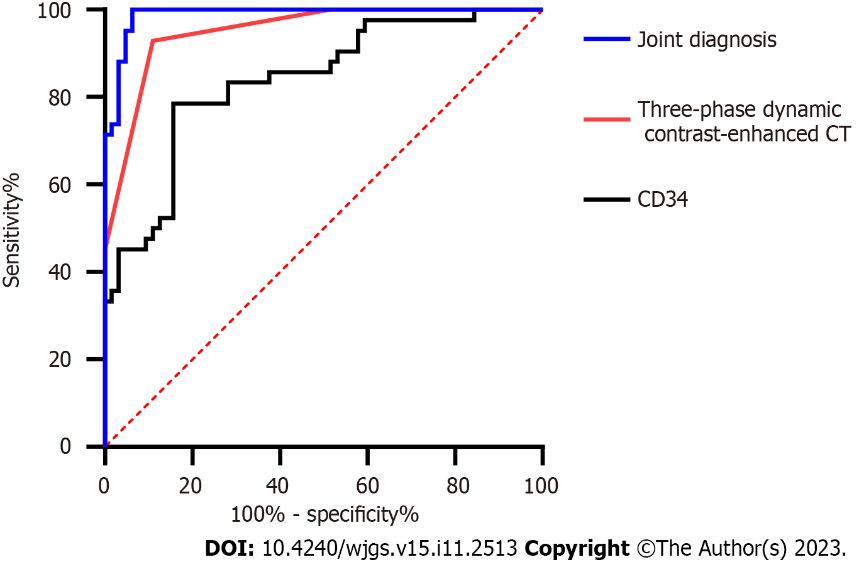 100
80
60
40
20
0
Sensitivity%
0 20 40 60 80 100
100% - specificity%
Joint diagnosis
Three-phase dynamic
contrast-enhanced CT
CD34
DOI: 10.4240/wjgs.v15.i11.2513 Copyright ©The Author(s) 2023.